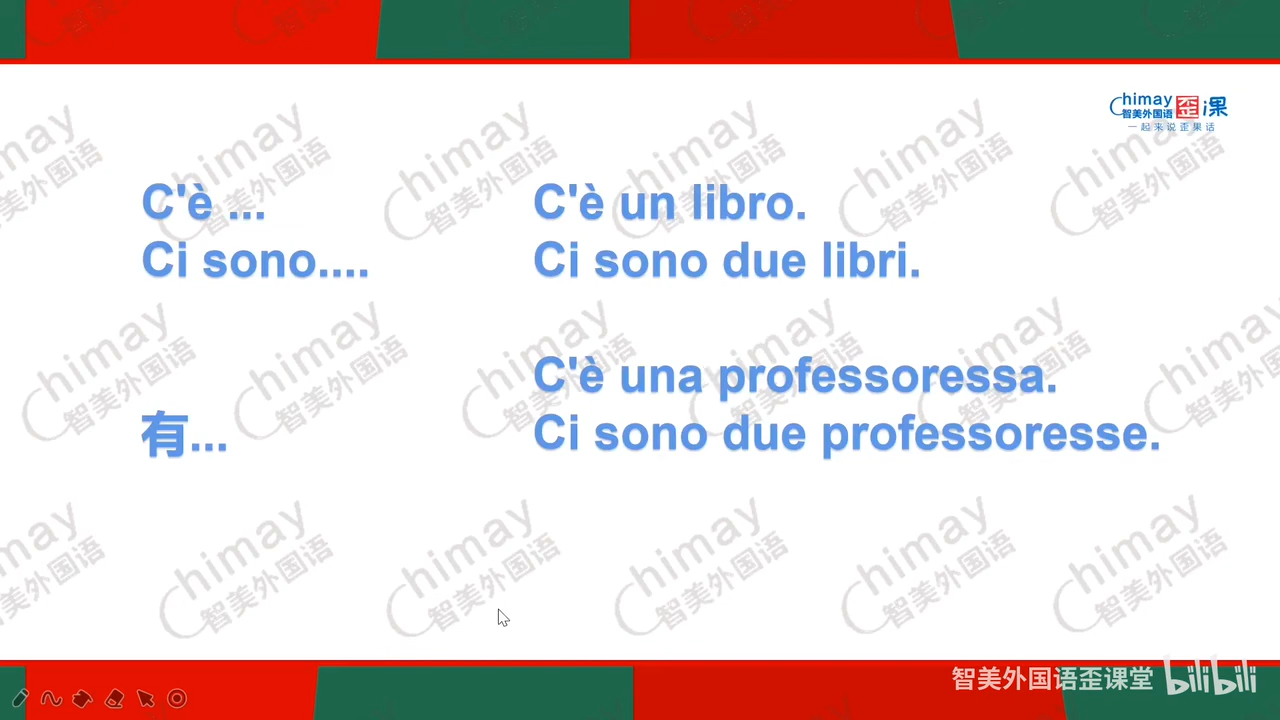 Chimay
智美外国语
歪课
一起来说歪果话
C'è ...
C'è un libro.
Ci sono....
Ci sono due libri.
C'è una professoressa.
有...
Ci sono due professoresse.
智美外国语歪课堂 bilibili